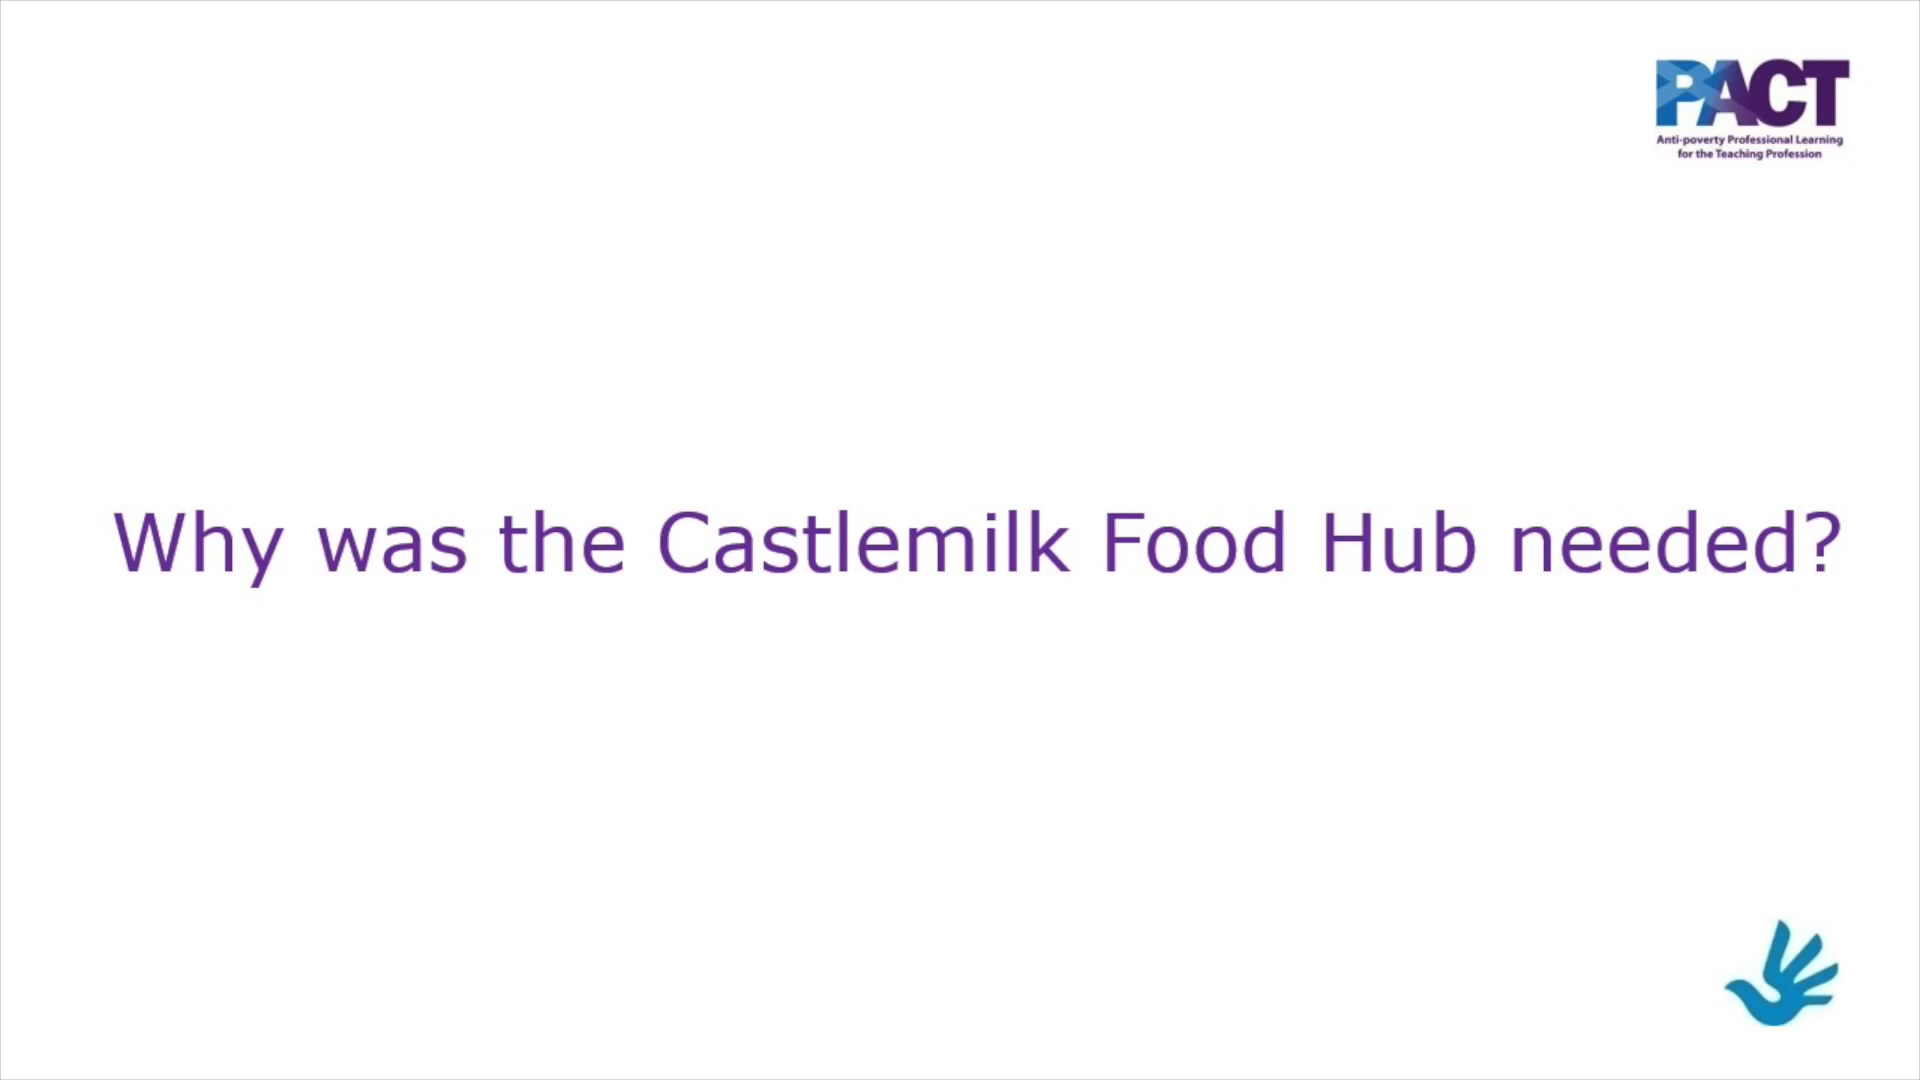 PACT
Anti-poverty Professional Learning
for the Teaching Profession
Why was the Castlemilk Food Hub needed?